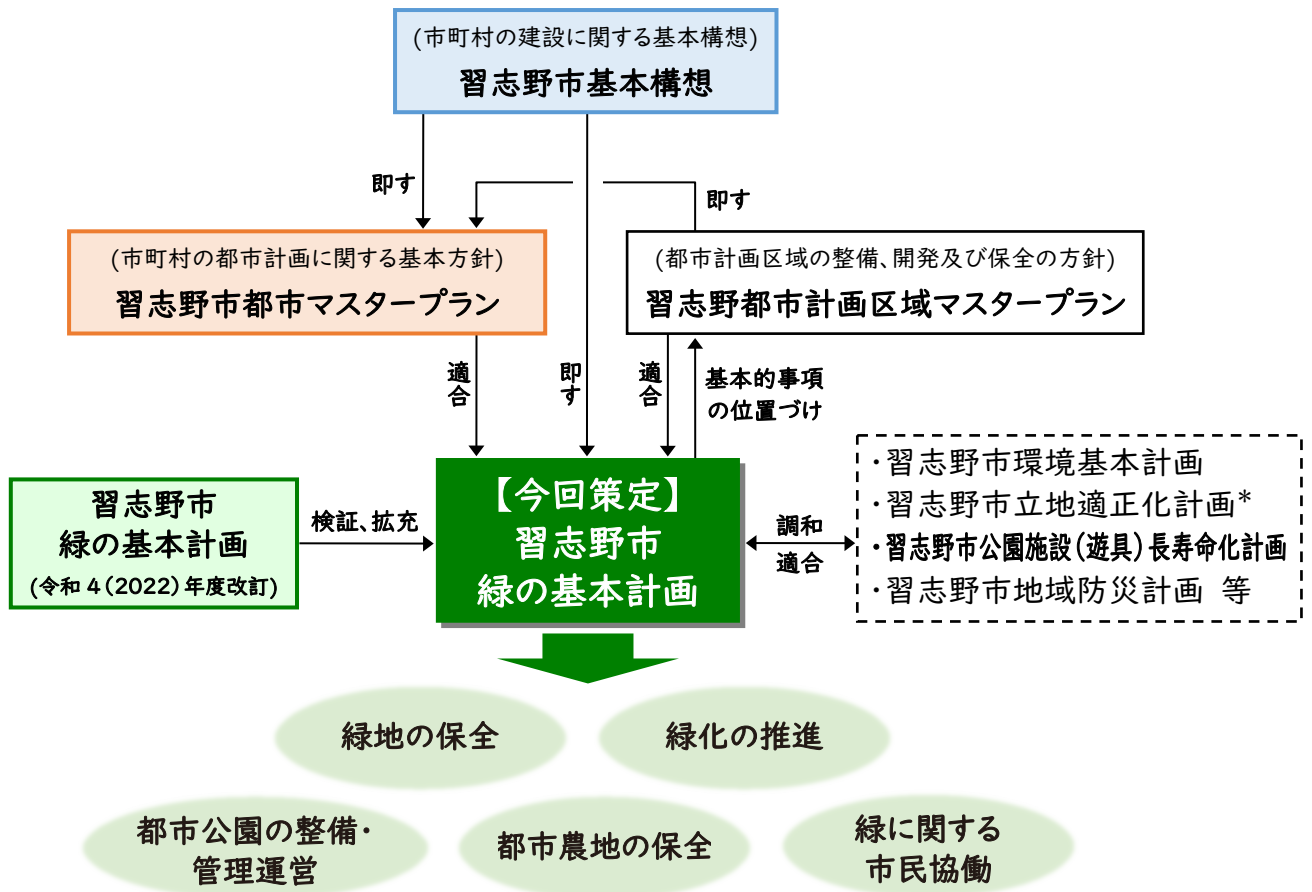 (市町村の建設に関する基本構想)
習志野市基本構想
即す
即す
(市町村の都市計画に関する基本方針)
習志野市都市マスタープラン
(都市計画区域の整備、開発及び保全の方針)
習志野都市計画区域マスタープラン
適合
即す
適合
基本的事項
の位置づけ
習志野市
緑の基本計画
(令和4(2022)年度改訂)
検証、拡充
【今回策定】
習志野市
緑の基本計画
調和
適合
・習志野市環境基本計画
・習志野市立地適正化計画*
・習志野市公園施設(遊具)長寿命化計画
・習志野市地域防災計画 等
緑地の保全
緑化の推進
都市公園の整備・
管理運営
都市農地の保全
緑に関する
市民協働